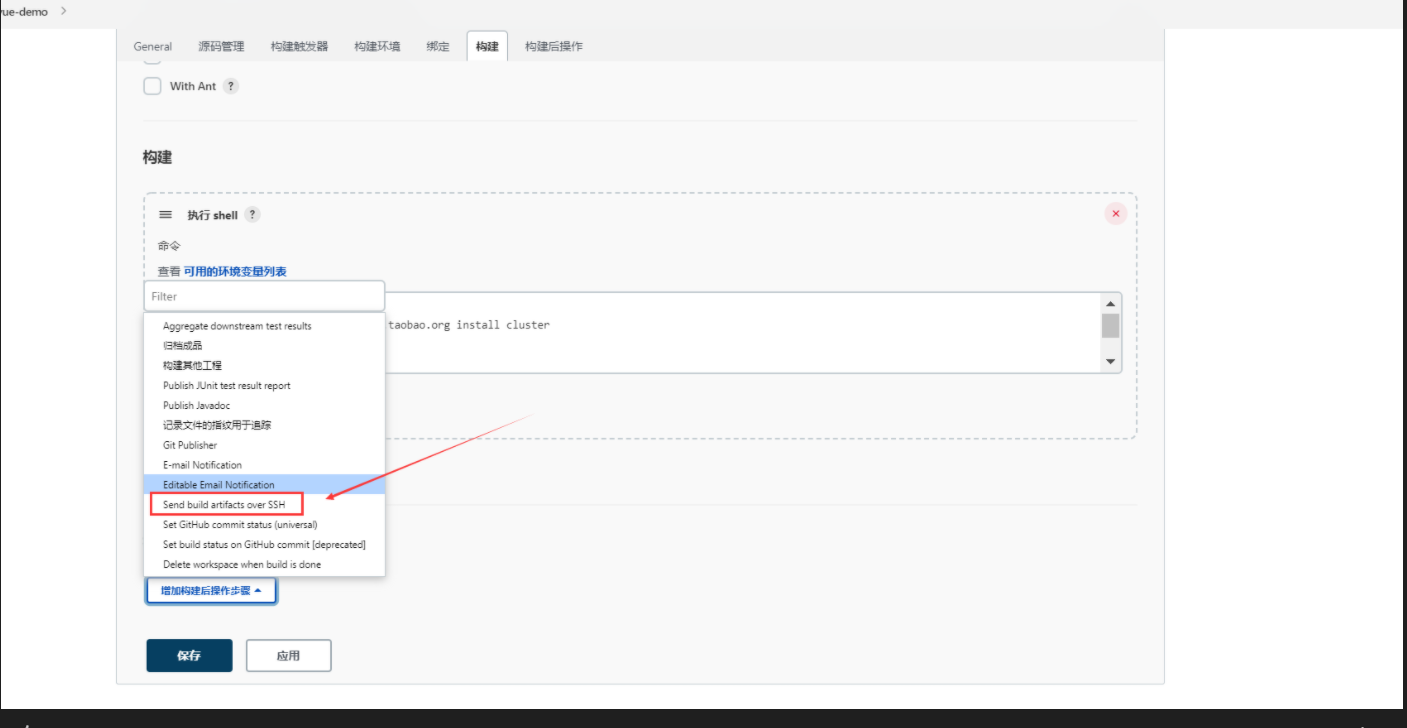 vue-demo
General 源码管理 构建触发器 构建环境 绑定 构建 构建后操作
With Ant ?
构建
执行 shell ?
命令
查看 可用的环境变量列表
Filter
taobao.org install cluster
Aggregate downstream test results
归档成品
构建其他工程
Publish JUnit test result report
Publish Javadoc
记录文件的指纹用于追踪
Git Publisher
E-mail Notification
Editable Email Notification
Send build artifacts over SSH
Set GitHub commit status (universal)
Set build status on GitHub commit [deprecated]
Delete workspace when build is done
增加构建后操作步骤
保存 应用